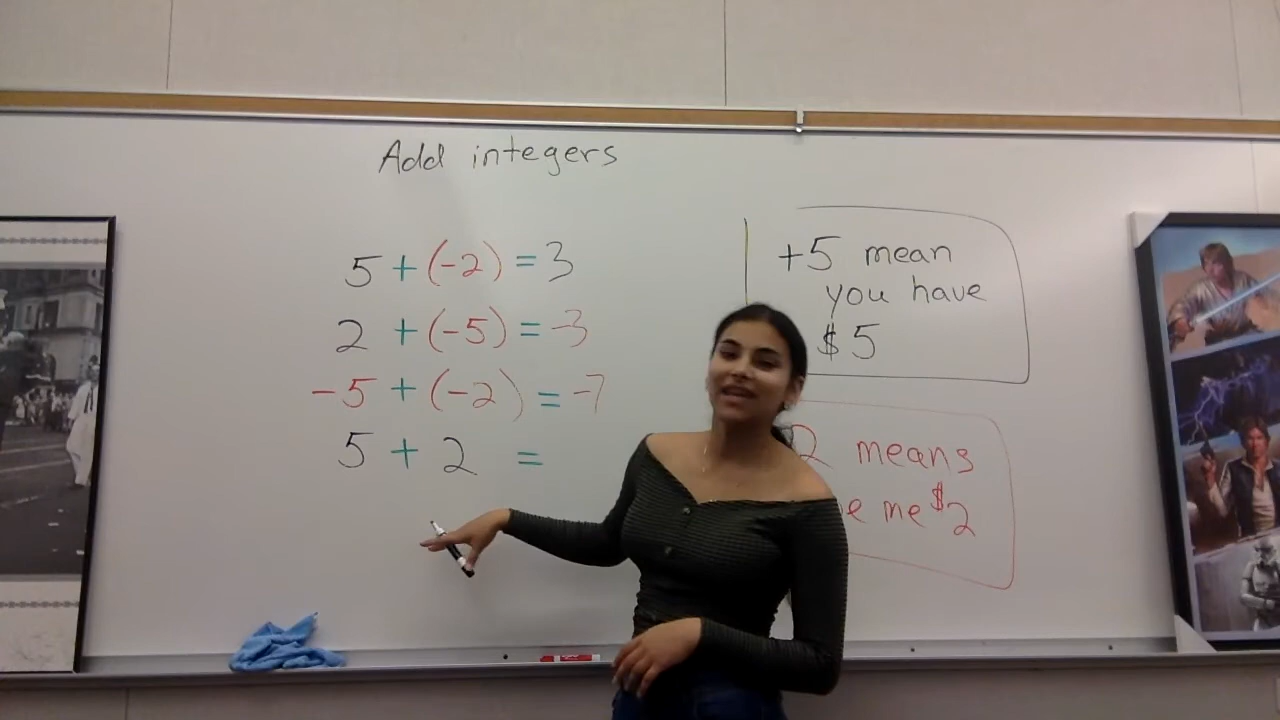 Add integers
5 + (-2) = 3
2 + (-5) = -3
-5 + (-2) = -7
5 + 2 =
+5 mean
you have
$5
2 means
me $2